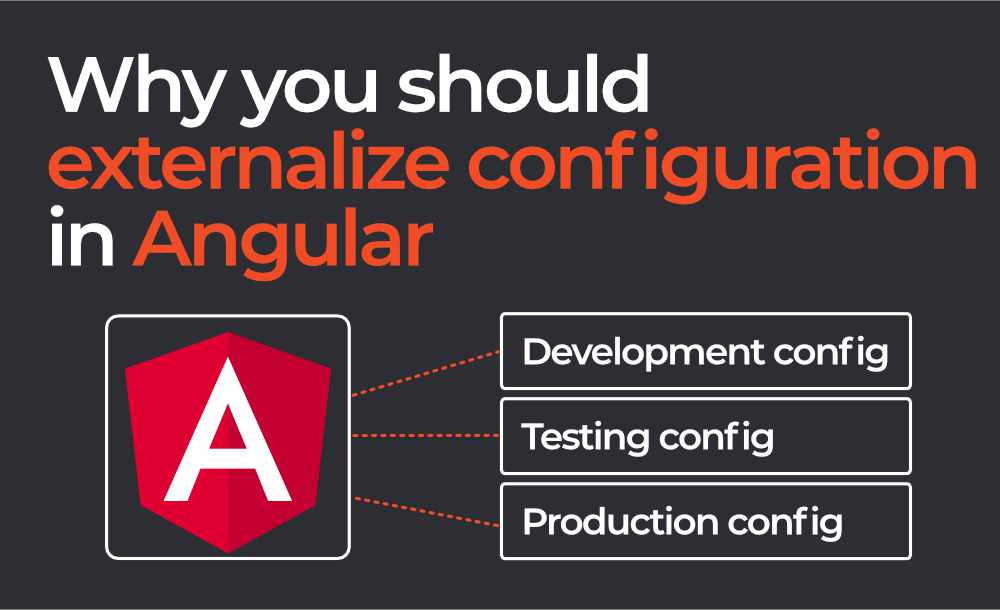 Why you should
externalize configuration
in Angular
A
Development config
Testing config
Production config